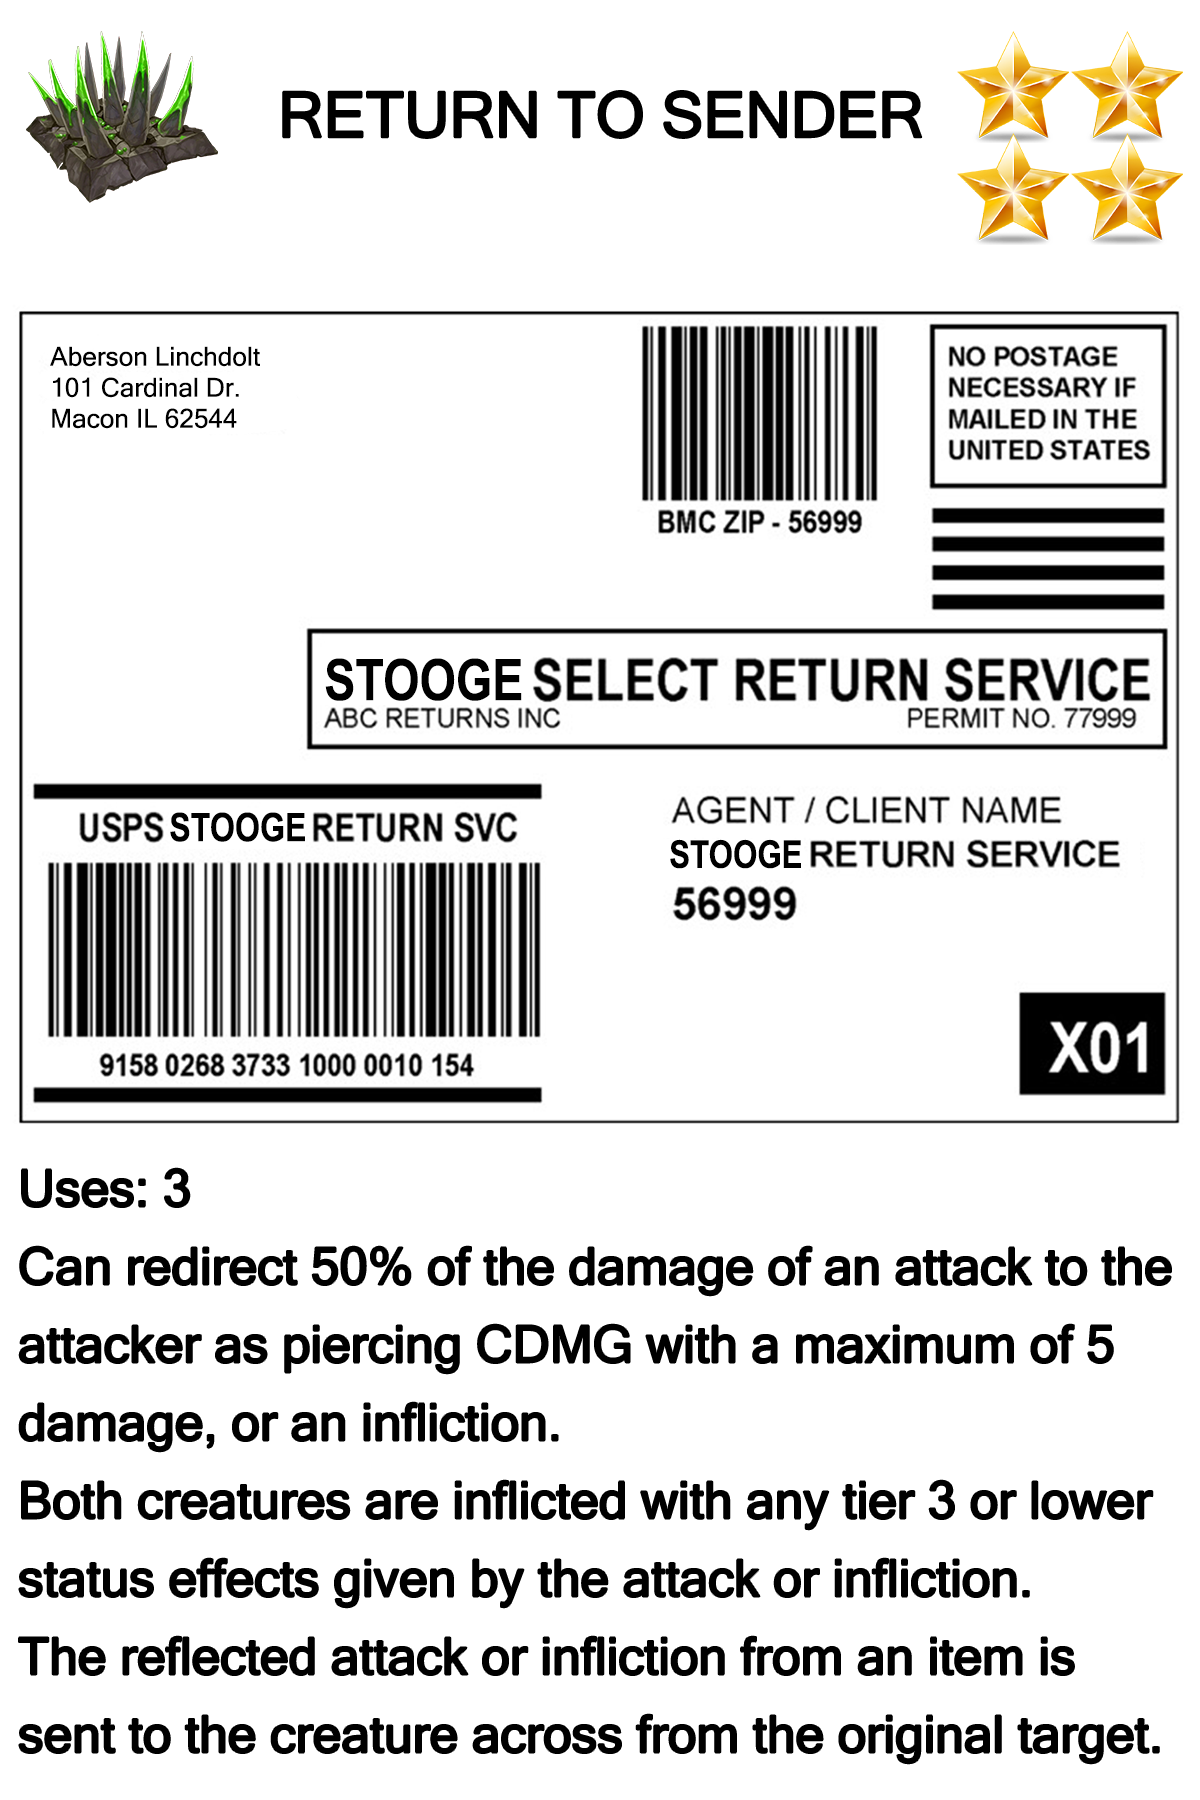 RETURN TO SENDER
Aberson Linchdolt
101 Cardinal Dr.
Macon IL 62544
BMC ZIP - 56999
NO POSTAGE
NECESSARY IF
MAILED IN THE
UNITED STATES
STOOGE SELECT RETURN SERVICE
ABC RETURNS INC PERMIT NO. 77999
USPS STOOGE RETURN SVC
9158 0268 3733 1000 0010 154
AGENT / CLIENT NAME
STOOGE RETURN SERVICE
56999
X01
Uses: 3
Can redirect 50% of the damage of an attack to the
attacker as piercing CDMG with a maximum of 5
damage, or an infliction.
Both creatures are inflicted with any tier 3 or lower
status effects given by the attack or infliction.
The reflected attack or infliction from an item is
sent to the creature across from the original target.